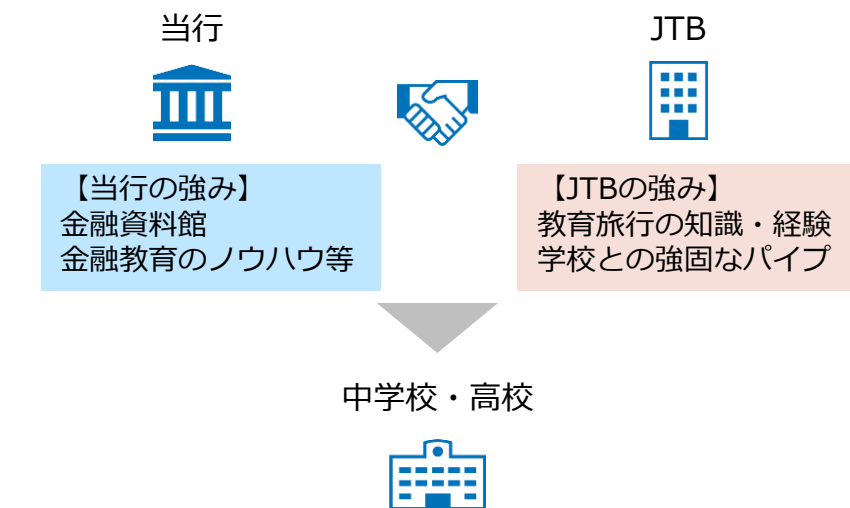 当行
JTB
【当行の強み】
金融資料館
金融教育のノウハウ等
【JTBの強み】
教育旅行の知識・経験
学校との強固なパイプ
中学校・高校